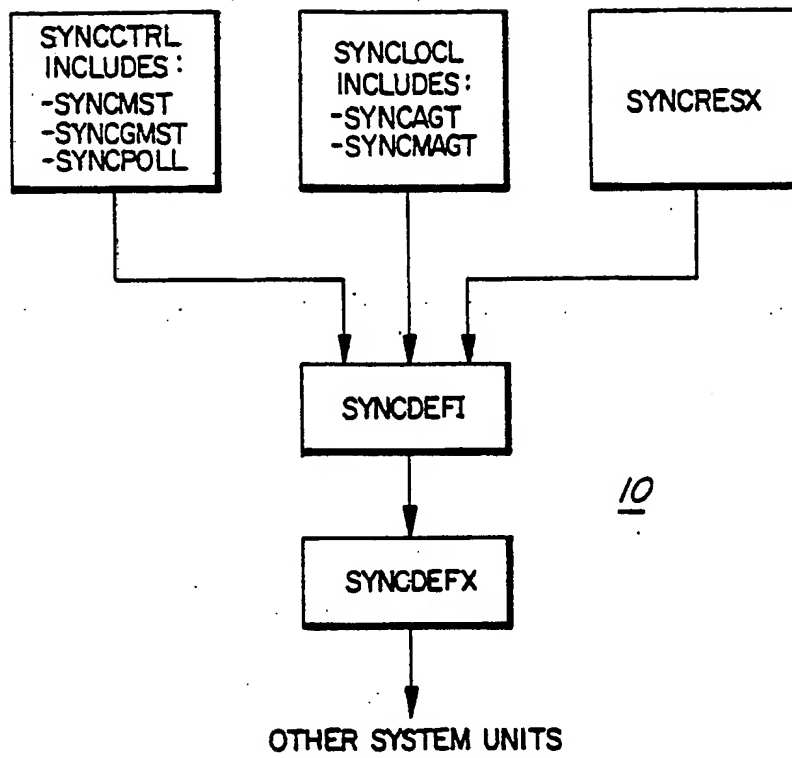 SYNCCTRL
INCLUDES:
-SYNCMST
-SYNCGMST
-SYNCPOLL
SYNCLOCL
INCLUDES:
-SYNCAGT
-SYNCMAGT
SYNCRESX
SYNCDEFI
10
SYNCDEFX
OTHER SYSTEM UNITS